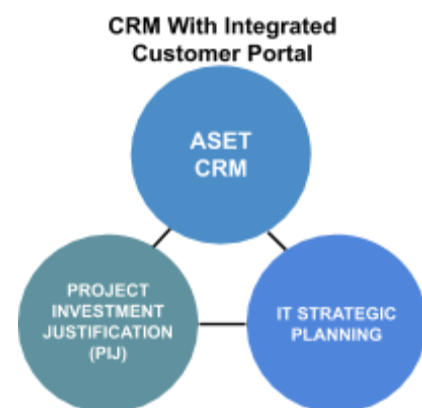 CRM With Integrated
Customer Portal
ASET
CRM
PROJECT
INVESTMENT
JUSTIFICATION
(PIJ)
IT STRATEGIC
PLANNING